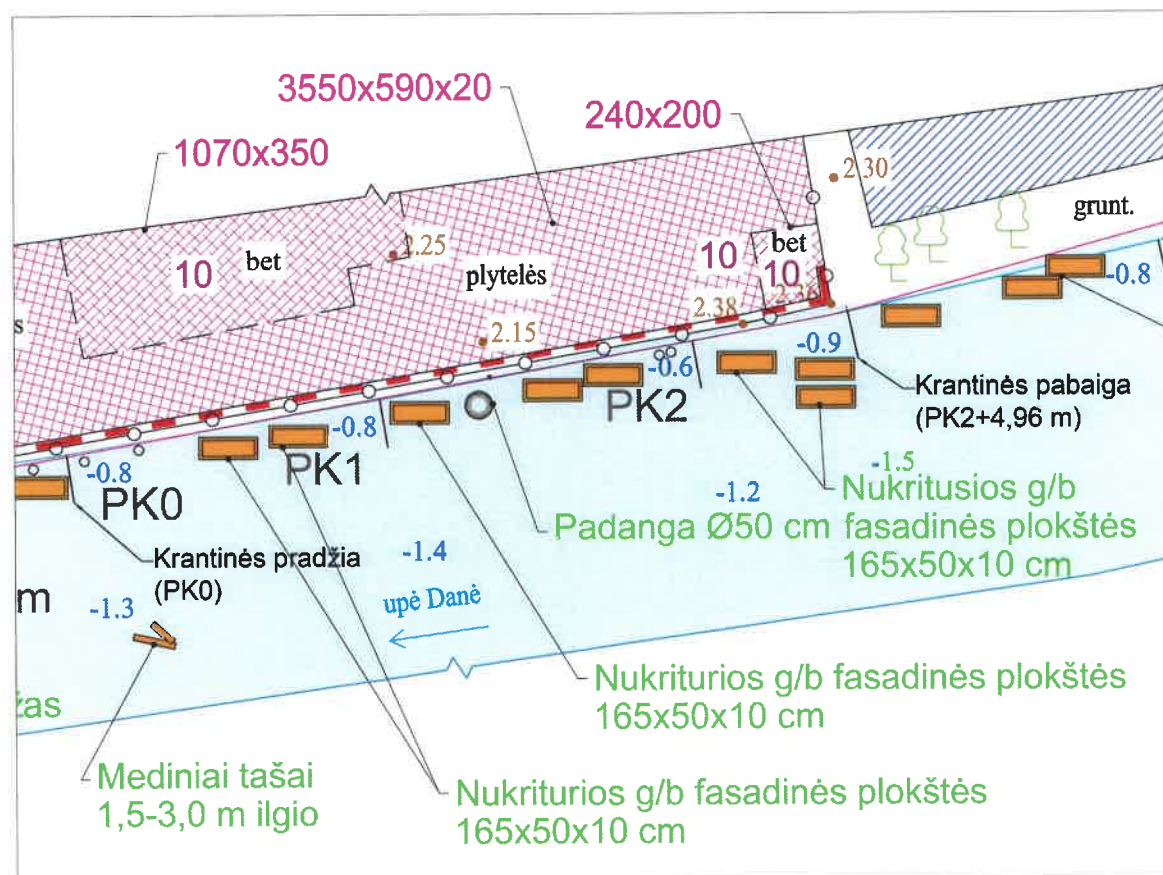 3550x590x20
240x200
1070x350
2.30
grunt.
2.25
bet
10
bet
10
10
plytelės
s
2.38
2.15
-0.8
-0.9
-0.6
Krantinės pabaiga
(PK2+4,96 m)
PK2
-0.8
PK1
-0.8
PK0
-1.5
-1.2
Nukritusios g/b
fasadinės plokštės
165x50x10 cm
Padanga Ø50 cm
Krantinės pradžia
(PK0)
-1.4
m
-1.3
upė Danė
Nukriturios g/b fasadinės plokštės
165x50x10 cm
žas
Mediniai tašai
1,5-3,0 m ilgio
Nukriturios g/b fasadinės plokštės
165x50x10 cm